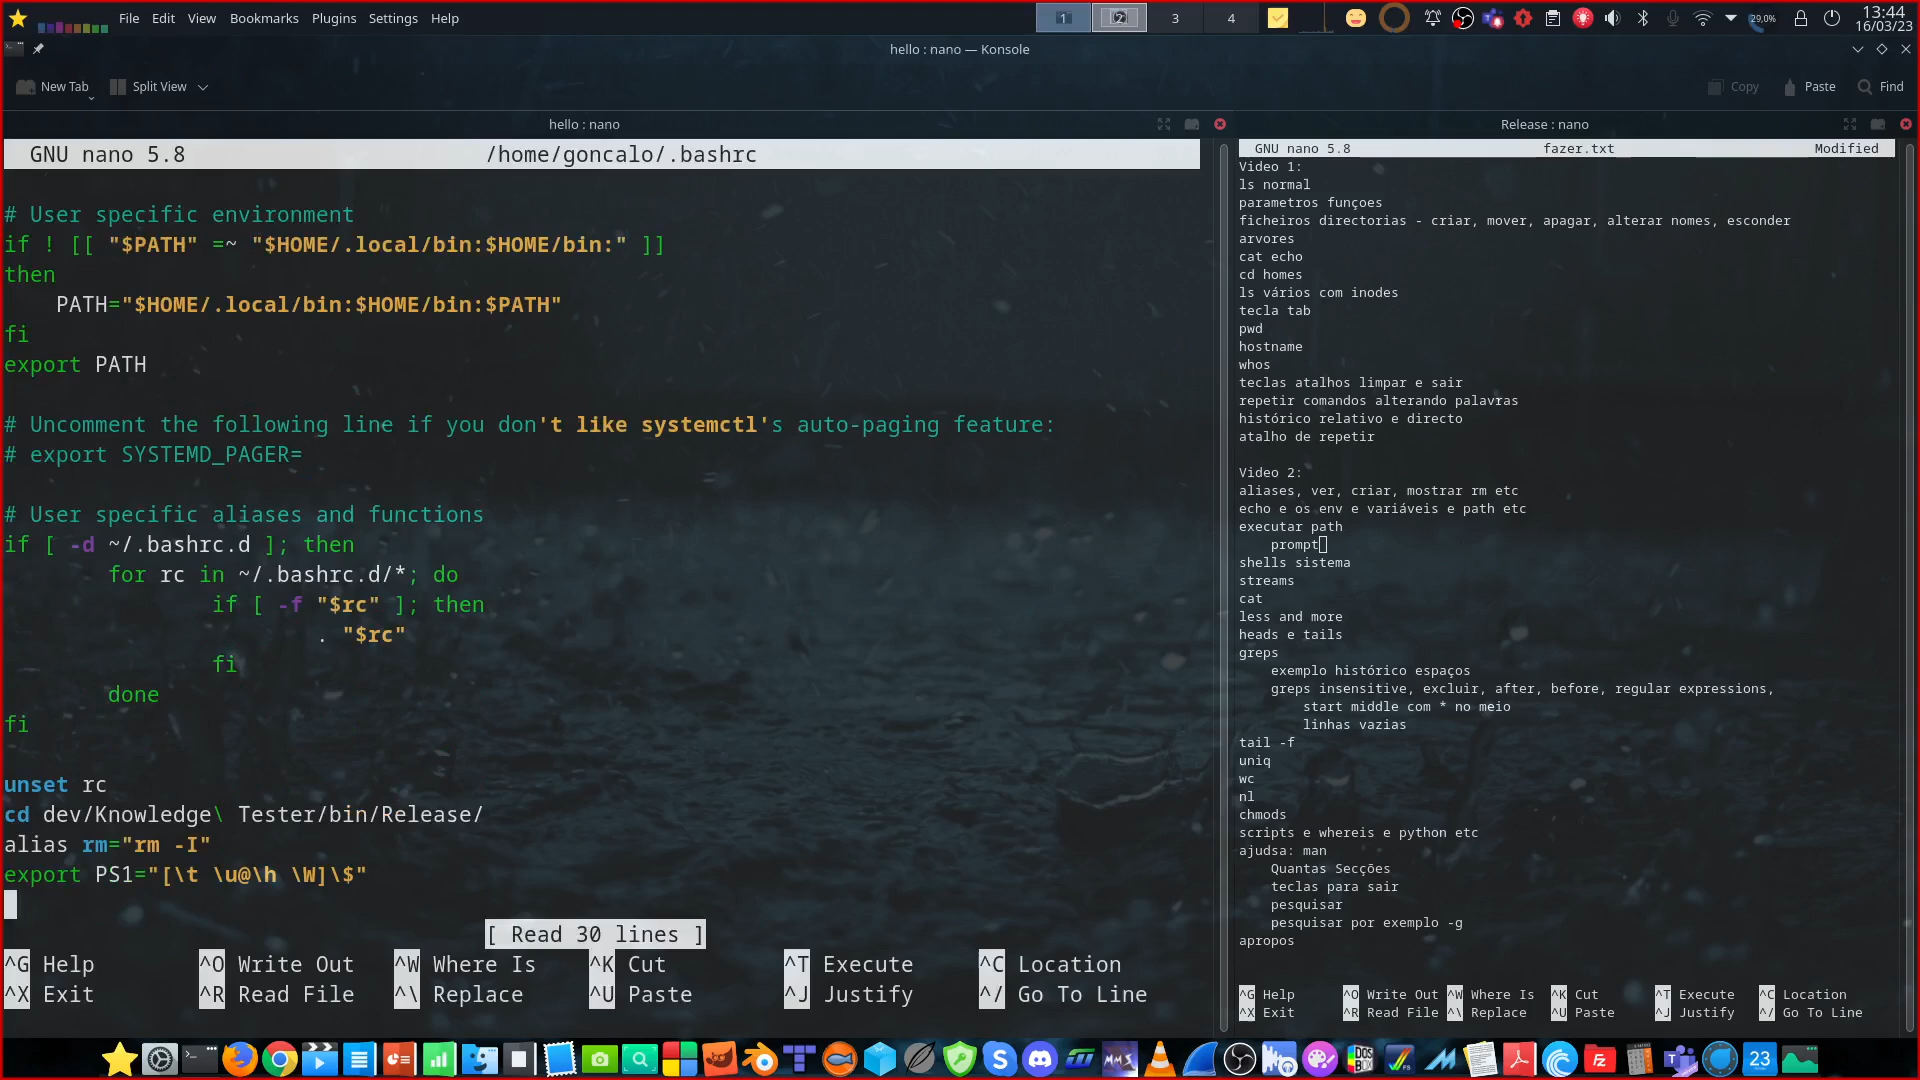 File Edit View Bookmarks Plugins Settings Help
1 2 3 4
29,0%
13:44
16/03/23
hello : nano — Konsole
New Tab Split View
Copy Paste Find
hello : nano
GNU nano 5.8 /home/goncalo/.bashrc
# User specific environment
if ! [[ "$PATH" =~ "$HOME/.local/bin:$HOME/bin:" ]]
then
    PATH="$HOME/.local/bin:$HOME/bin:$PATH"
fi
export PATH
# Uncomment the following line if you don't like systemctl's auto-paging feature:
# export SYSTEMD_PAGER=
# User specific aliases and functions
if [ -d ~/.bashrc.d ]; then
        for rc in ~/.bashrc.d/*; do
                if [ -f "$rc" ]; then
                        . "$rc"
                fi
        done
fi
unset rc
cd dev/Knowledge\ Tester/bin/Release/
alias rm="rm -I"
export PS1="[\t \u@\h \W]\$"
[ Read 30 lines ]
^G Help ^O Write Out ^W Where Is ^K Cut ^T Execute ^C Location
^X Exit ^R Read File ^\ Replace ^U Paste ^J Justify ^/ Go To Line
Release : nano
GNU nano 5.8 fazer.txt Modified
Video 1:
ls normal
parametros funçoes
ficheiros directorias - criar, mover, apagar, alterar nomes, esconder
arvores
cat echo
cd homes
ls vários com inodes
tecla tab
pwd
hostname
whos
teclas atalhos limpar e sair
repetir comandos alterando palavras
histórico relativo e directo
atalho de repetir
Video 2:
aliases, ver, criar, mostrar rm etc
echo e os env e variáveis e path etc
executar path
    prompt
shells sistema
streams
cat
less and more
heads e tails
greps
    exemplo histórico espaços
    greps insensitive, excluir, after, before, regular expressions,
        start middle com * no meio
        linhas vazias
tail -f
uniq
wc
nl
chmods
scripts e whereis e python etc
ajudsa: man
    Quantas Secções
    teclas para sair
    pesquisar
    pesquisar por exemplo -g
apropos
^G Help ^O Write Out ^W Where Is ^K Cut ^T Execute ^C Location
^X Exit ^R Read File ^\ Replace ^U Paste ^J Justify ^/ Go To Line
23